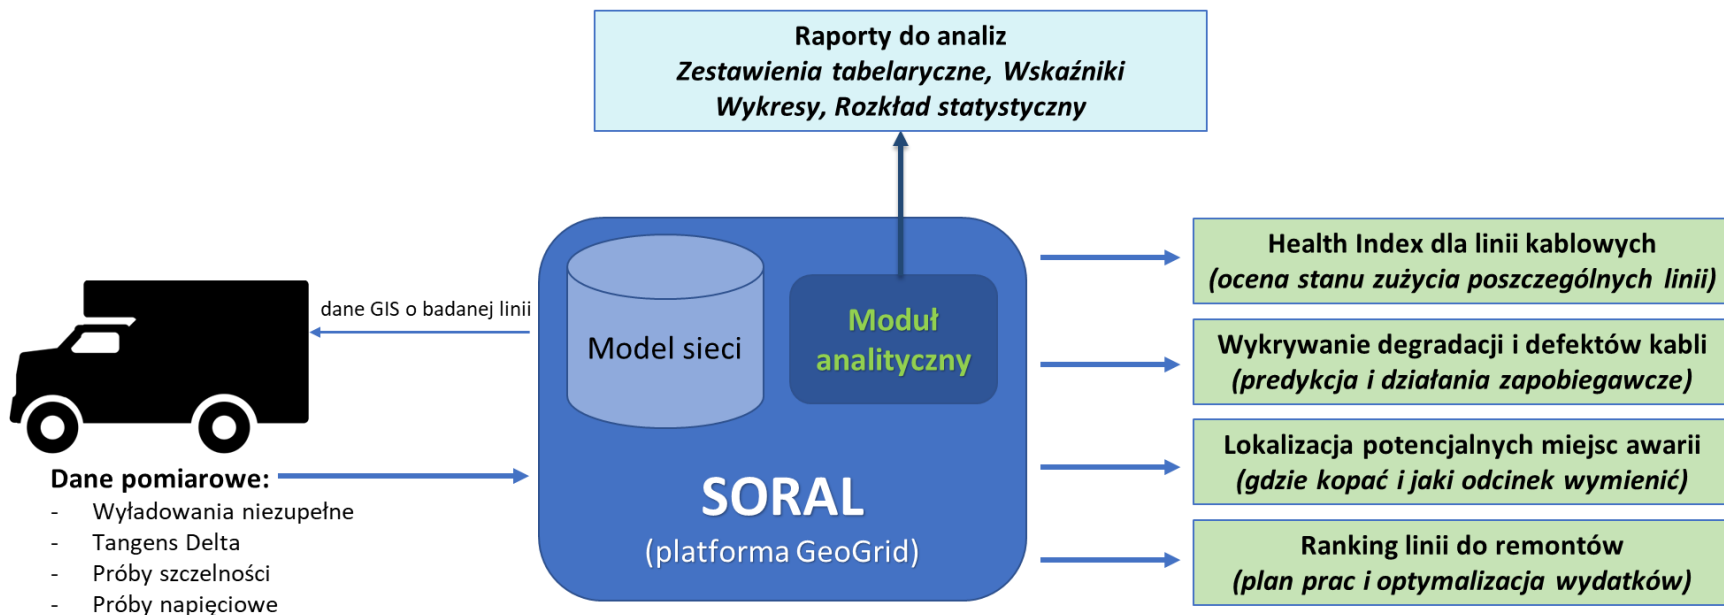 Raporty do analiz
Zestawienia tabelaryczne, Wskaźniki
Wykresy, Rozkład statystyczny
dane GIS o badanej linii
Model sieci
Moduł
analityczny
SORAL
(platforma GeoGrid)
Dane pomiarowe:
- Wyładowania niezupełne
- Tangens Delta
- Próby szczelności
- Próby napięciowe
Health Index dla linii kablowych
(ocena stanu zużycia poszczególnych linii)
Wykrywanie degradacji i defektów kabli
(predykcja i działania zapobiegawcze)
Lokalizacja potencjalnych miejsc awarii
(gdzie kopać i jaki odcinek wymienić)
Ranking linii do remontów
(plan prac i optymalizacja wydatków)